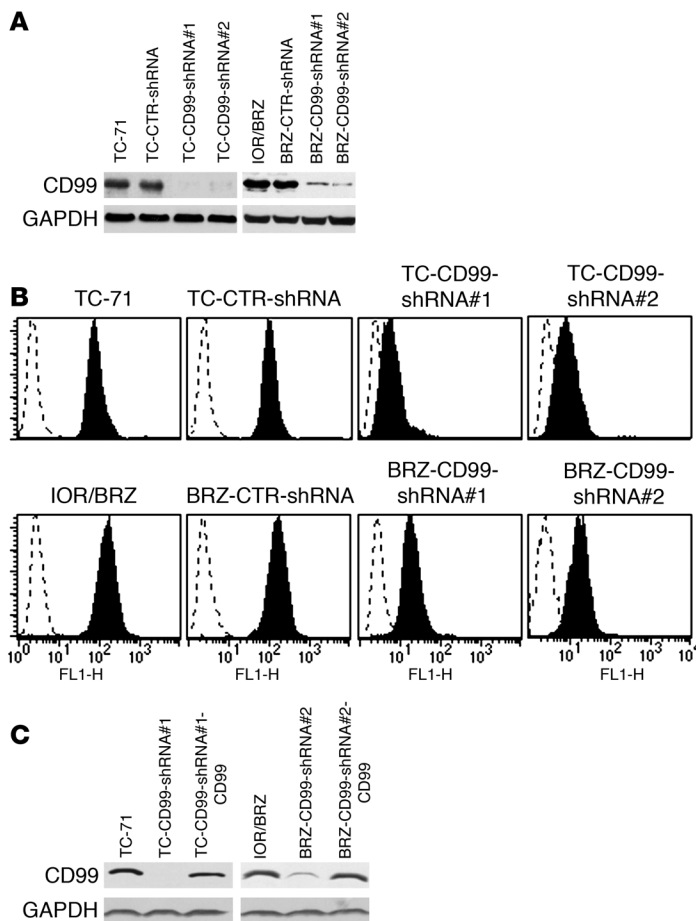 A
TC-71
TC-CTR-shRNA
TC-CD99-shRNA#1
TC-CD99-shRNA#2
IOR/BRZ
BRZ-CTR-shRNA
BRZ-CD99-shRNA#1
BRZ-CD99-shRNA#2
CD99
GAPDH
B
TC-71
TC-CTR-shRNA
TC-CD99-
shRNA#1
TC-CD99-
shRNA#2
IOR/BRZ
BRZ-CTR-shRNA
BRZ-CD99-
shRNA#1
BRZ-CD99-
shRNA#2
10⁰ 10¹ 10² 10³
10¹ 10² 10³
10¹ 10² 10³
10¹ 10² 10³ 10⁴
FL1-H
FL1-H
FL1-H
FL1-H
C
TC-71
TC-CD99-shRNA#1
TC-CD99-shRNA#1-
CD99
IOR/BRZ
BRZ-CD99-shRNA#2
BRZ-CD99-shRNA#2-
CD99
CD99
GAPDH